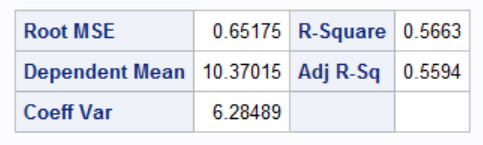 Root MSE 0.65175 R-Square 0.5663
Dependent Mean 10.37015 Adj R-Sq 0.5594
Coeff Var 6.28489